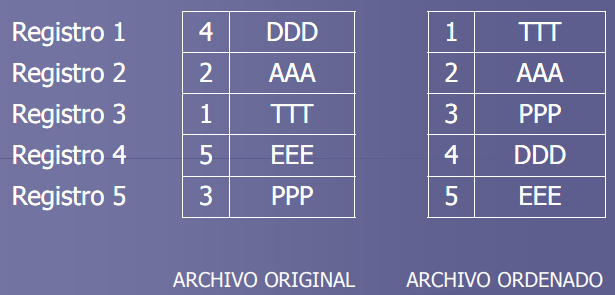 Registro 1 4 DDD 1 TTT
Registro 2 2 AAA 2 AAA
Registro 3 1 TTT 3 PPP
Registro 4 5 EEE 4 DDD
Registro 5 3 PPP 5 EEE
ARCHIVO ORIGINAL ARCHIVO ORDENADO